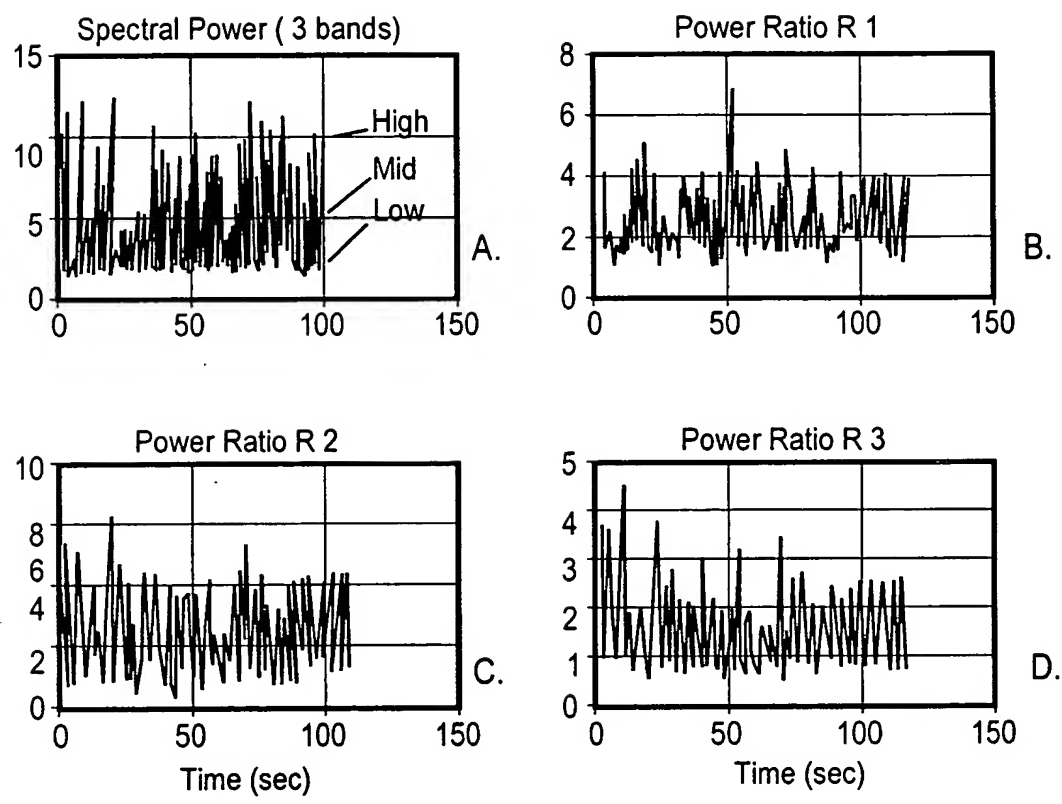 Spectral Power ( 3 bands)
15
10
5
0
0 50 100 150
High
Mid
Low
A.
Power Ratio R 1
8
6
4
2
0
0 50 100 150
B.
Power Ratio R 2
10
8
6
4
2
0
0 50 100 150
Time (sec)
C.
Power Ratio R 3
5
4
3
2
1
0
0 50 100 150
Time (sec)
D.